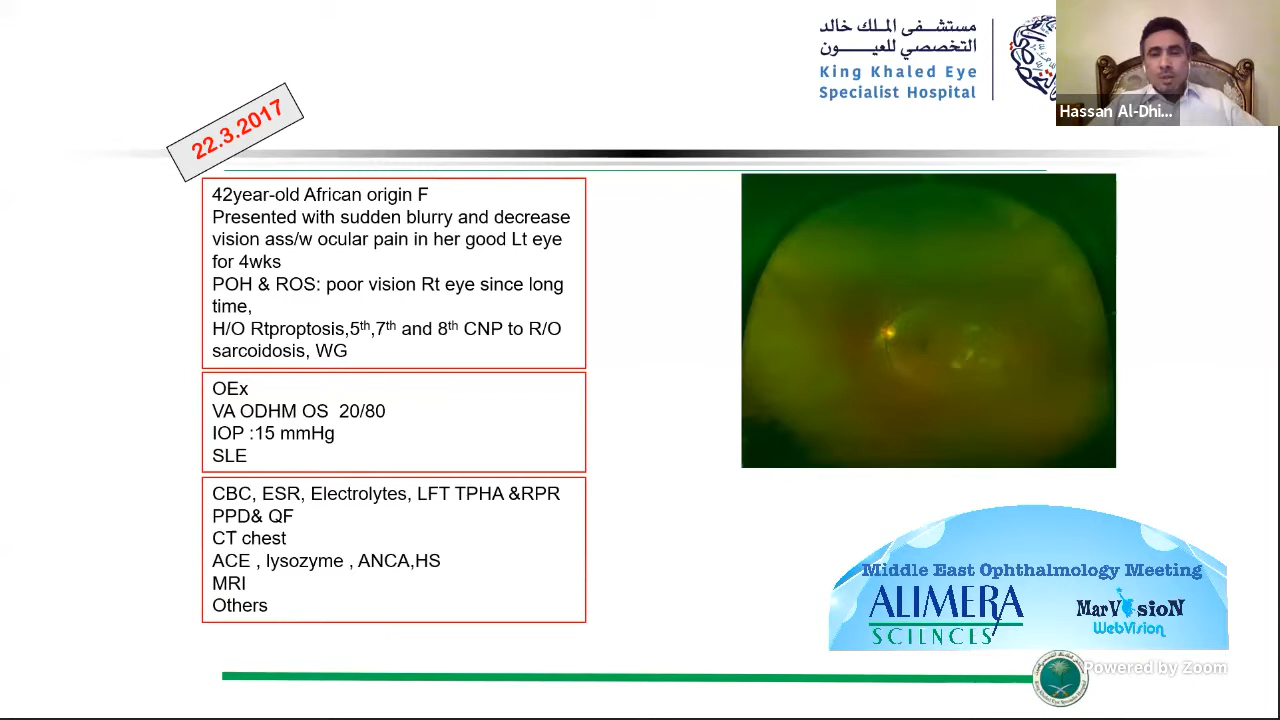 مستشفى الملك خالد
التخصصي للعيون
King Khaled Eye
Specialist Hospital
Hassan Al-Dhi...
22.3.2017
42year-old African origin F
Presented with sudden blurry and decrease
vision ass/w ocular pain in her good Lt eye
for 4wks
POH & ROS: poor vision Rt eye since long
time,
H/O Rtproptosis,5th,7th and 8th CNP to R/O
sarcoidosis, WG
OEx
VA ODHM OS 20/80
IOP :15 mmHg
SLE
CBC, ESR, Electrolytes, LFT TPHA &RPR
PPD& QF
CT chest
ACE , lysozyme , ANCA,HS
MRI
Others
Middle East Ophthalmology Meeting
ALIMERA
SCIENCES
MarVisioN
WebVision
Powered by Zoom